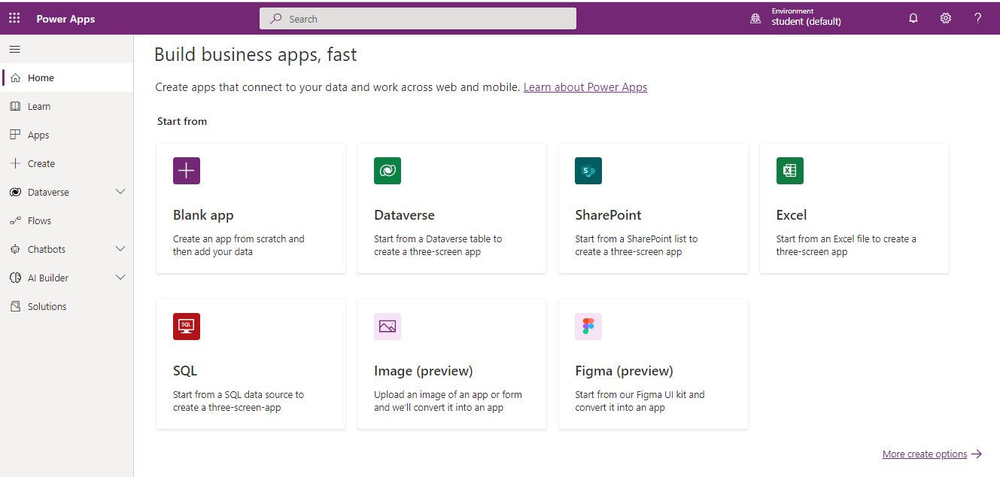 Power Apps
Search
Environment
student (default)
Home
Learn
Apps
Create
Dataverse
Flows
Chatbots
AI Builder
Solutions
Build business apps, fast
Create apps that connect to your data and work across web and mobile. Learn about Power Apps
Start from
Blank app
Create an app from scratch and
then add your data
Dataverse
Start from a Dataverse table to
create a three-screen app
S
SharePoint
Start from a SharePoint list to
create a three-screen app
X
Excel
Start from an Excel file to create a
three-screen app
SQL
SQL
Start from a SQL data source to
create a three-screen-app
Image (preview)
Upload an image of an app or form
and we'll convert it into an app
Figma (preview)
Start from our Figma UI kit and
convert it into an app
More create options